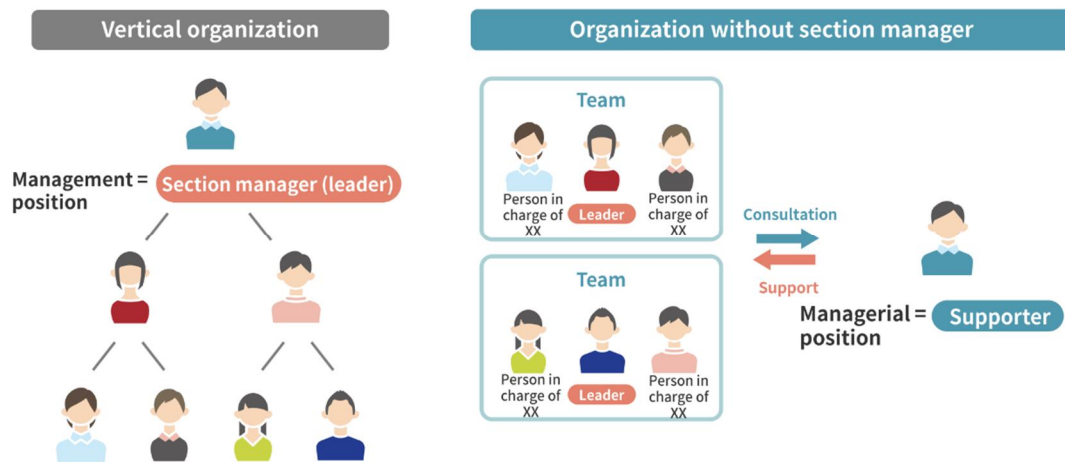 Vertical organization
Management =
position
Section manager (leader)
Organization without section manager
Team
Person in
charge of
XX
Leader
Person in
charge of
XX
Team
Person in
charge of
XX
Leader
Person in
charge of
XX
Consultation
Support
Managerial =
position
Supporter